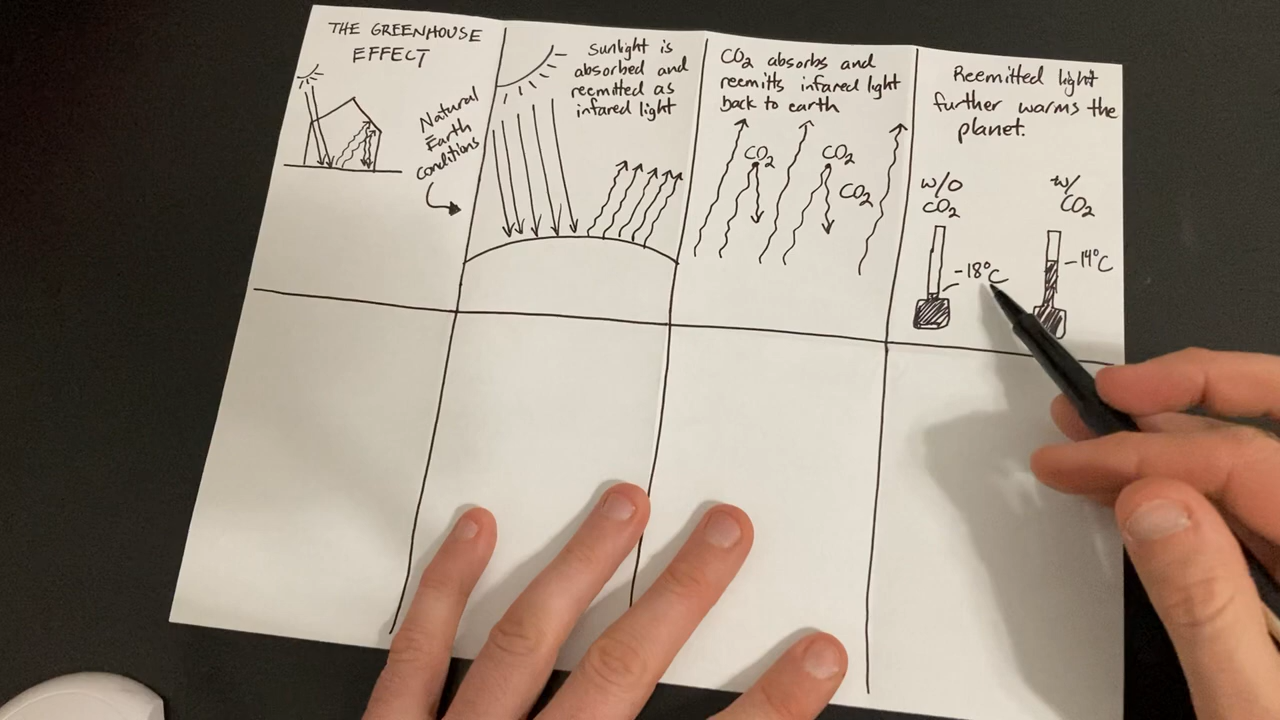 THE GREENHOUSE
EFFECT
Natural
Earth
conditions
Sunlight is
absorbed and
reemitted as
infared light
CO2 absorbs and
reemitts infared light
back to earth
CO2
CO2
CO2
Reemitted light
further warms the
planet.
w/o
CO2
-18°C
w/
CO2
-14°C